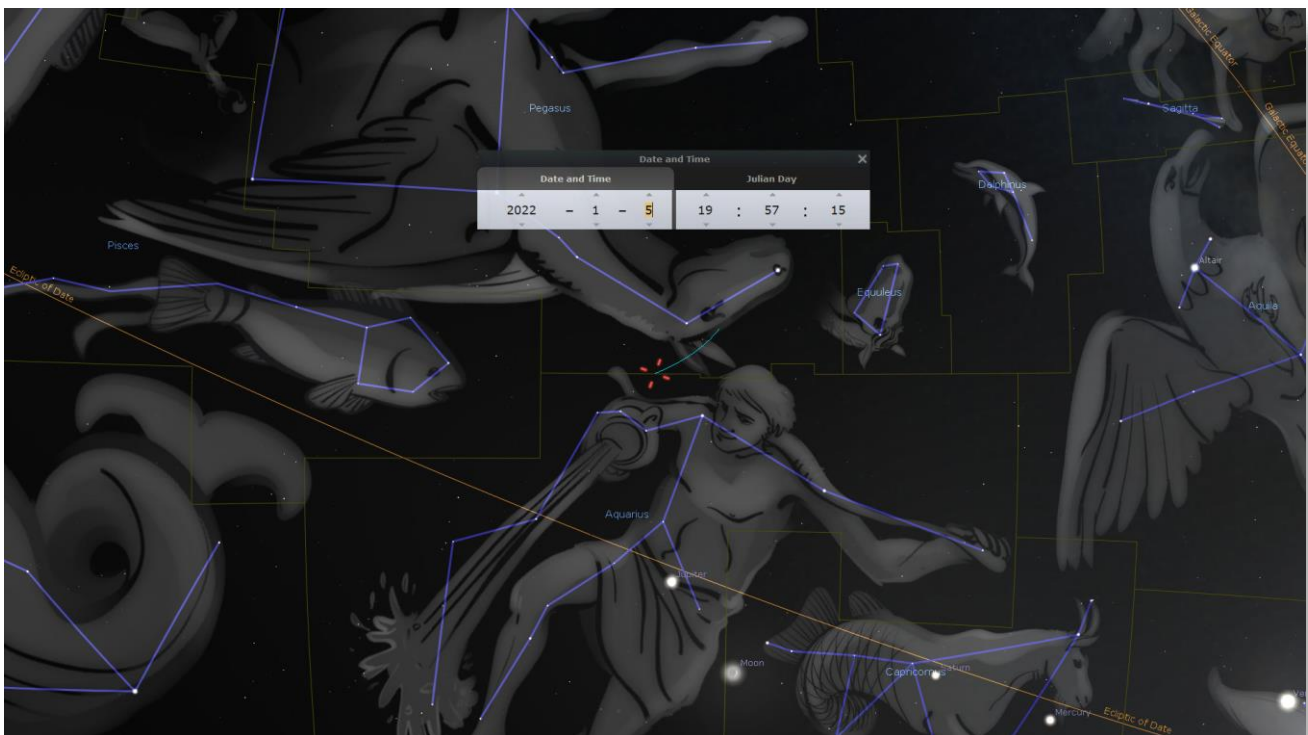 Galactic Equator
Pegasus
Sagitta
Galactic Equator
Date and Time
Date and Time
Julian Day
2022 - 1 - 5 19 : 57 : 15
Delphinus
Pisces
Altair
Ecliptic of Date
Equuleus
Aquila
Aquarius
Jupiter
Moon
Capricornus
Saturn
Mercury
Ecliptic of Date